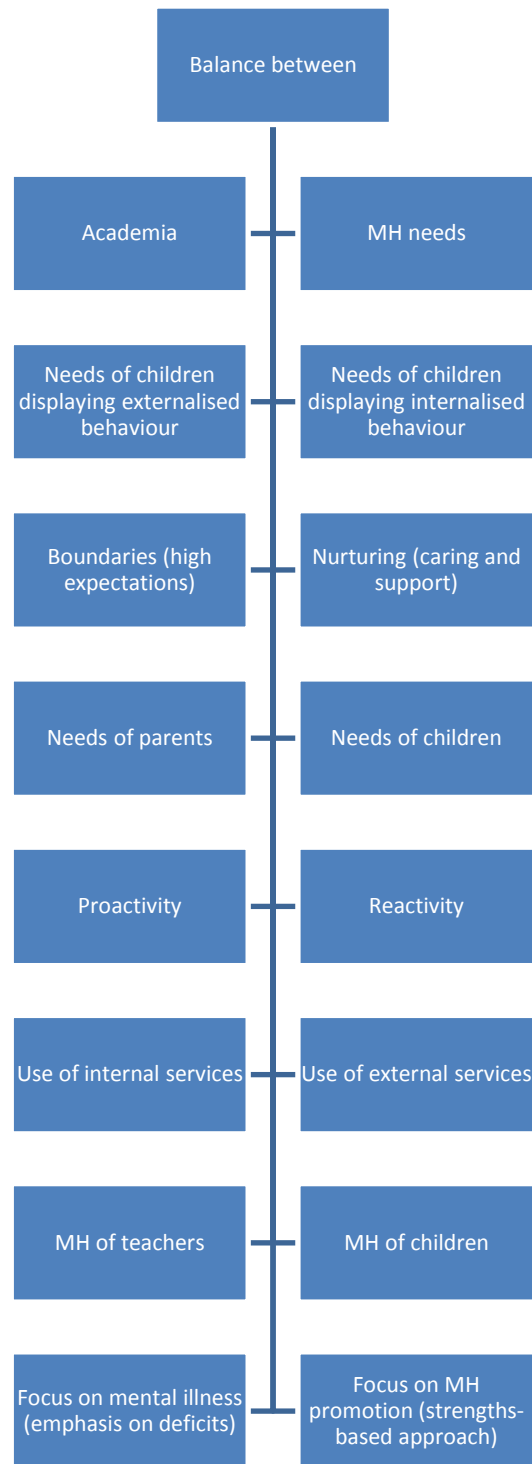 Balance between
Academia
MH needs
Needs of children
displaying externalised
behaviour
Needs of children
displaying internalised
behaviour
Boundaries (high
expectations)
Nurturing (caring and
support)
Needs of parents
Needs of children
Proactivity
Reactivity
Use of internal services
Use of external services
MH of teachers
MH of children
Focus on mental illness
(emphasis on deficits)
Focus on MH
promotion (strengths-
based approach)